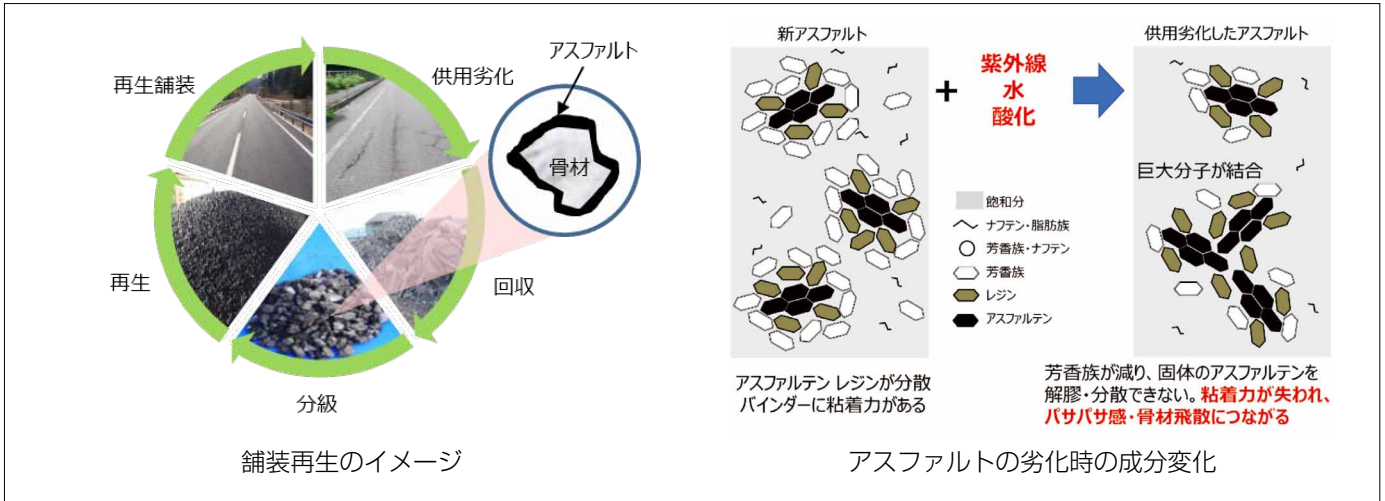 アスファルト
再生舗装
供用劣化
骨材
再生
回収
分級
舗装再生のイメージ
新アスファルト
供用劣化したアスファルト
+
紫外線
水
酸化
巨大分子が結合
飽和分
ナフテン・脂肪族
芳香族・ナフテン
芳香族
レジン
アスファルテン
アスファルテン レジンが分散
バインダーに粘着力がある
芳香族が減り、固体のアスファルテンを
解膠・分散できない。粘着力が失われ、
パサパサ感・骨材飛散につながる
アスファルトの劣化時の成分変化